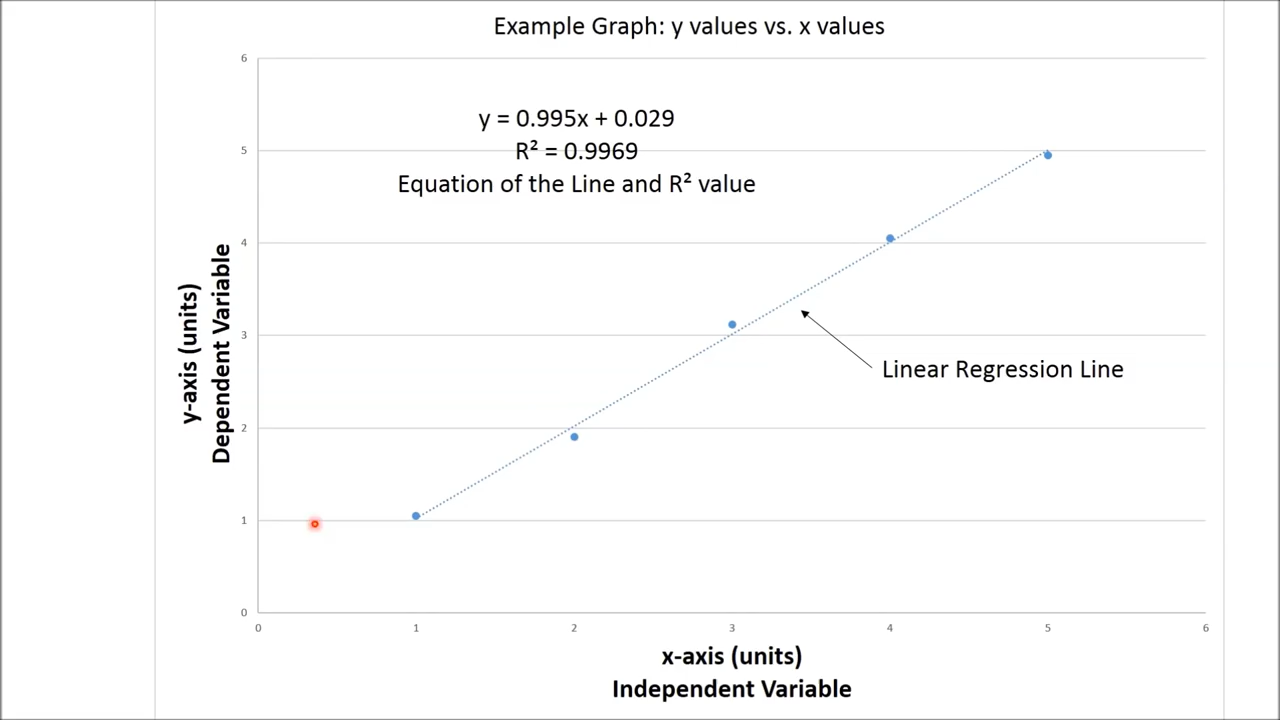 Example Graph: y values vs. x values
6
y = 0.995x + 0.029
R² = 0.9969
5
Equation of the Line and R² value
4
y-axis (units)
Dependent Variable
3
Linear Regression Line
2
1
0
0 1 2 3 4 5 6
x-axis (units)
Independent Variable